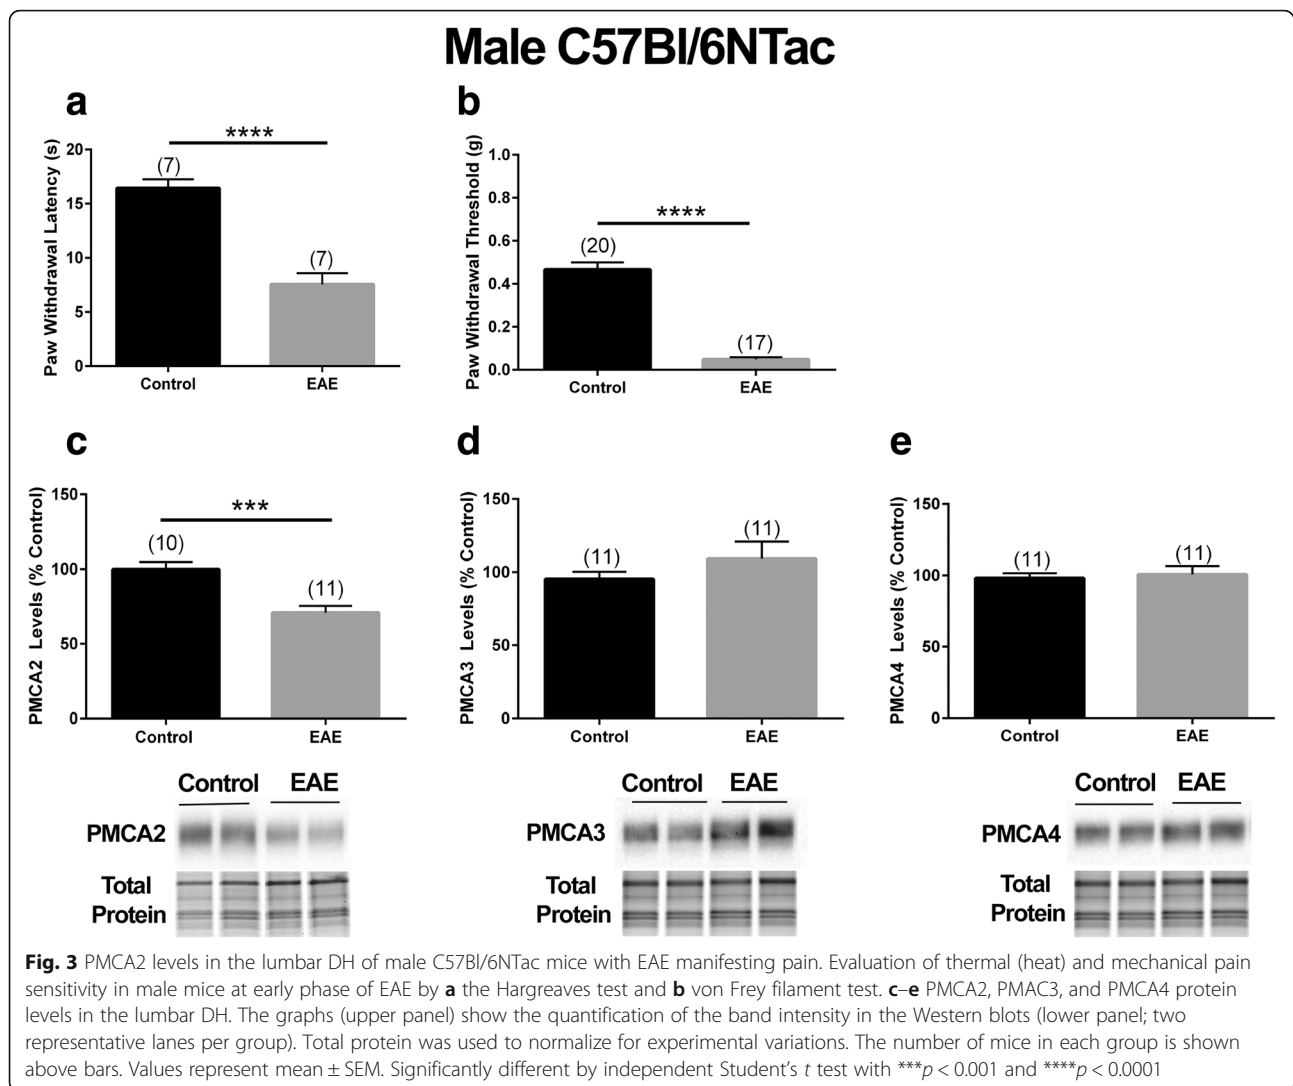 Male C57Bl/6NTac
a
b
Paw Withdrawal Latency (s)
20
15
10
5
0
****
(7)
(7)
Control
EAE
Paw Withdrawal Threshold (g)
1.0
0.8
0.6
0.4
0.2
0.0
****
(20)
(17)
Control
EAE
c
d
e
PMCA2 Levels (% Control)
150
100
50
0
***
(10)
(11)
Control
EAE
PMCA3 Levels (% Control)
150
100
50
0
(11)
(11)
Control
EAE
PMCA4 Levels (% Control)
150
100
50
0
(11)
(11)
Control
EAE
Control EAE
PMCA2
Total
Protein
Control EAE
PMCA3
Total
Protein
Control EAE
PMCA4
Total
Protein
Fig. 3 PMCA2 levels in the lumbar DH of male C57Bl/6NTac mice with EAE manifesting pain. Evaluation of thermal (heat) and mechanical pain
sensitivity in male mice at early phase of EAE by a the Hargreaves test and b von Frey filament test. c–e PMCA2, PMAC3, and PMCA4 protein
levels in the lumbar DH. The graphs (upper panel) show the quantification of the band intensity in the Western blots (lower panel; two
representative lanes per group). Total protein was used to normalize for experimental variations. The number of mice in each group is shown
above bars. Values represent mean ± SEM. Significantly different by independent Student's t test with ***p < 0.001 and ****p < 0.0001